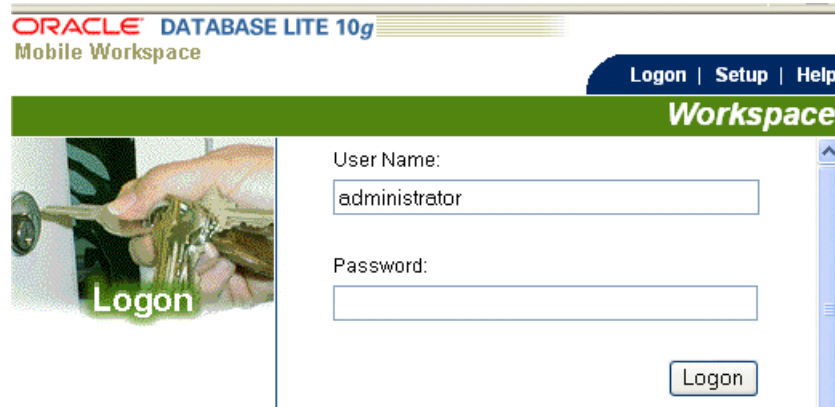 ORACLE DATABASE LITE 10g
Mobile Workspace
Logon | Setup | Help
Workspace
User Name:
administrator
Password:
Logon
Logon